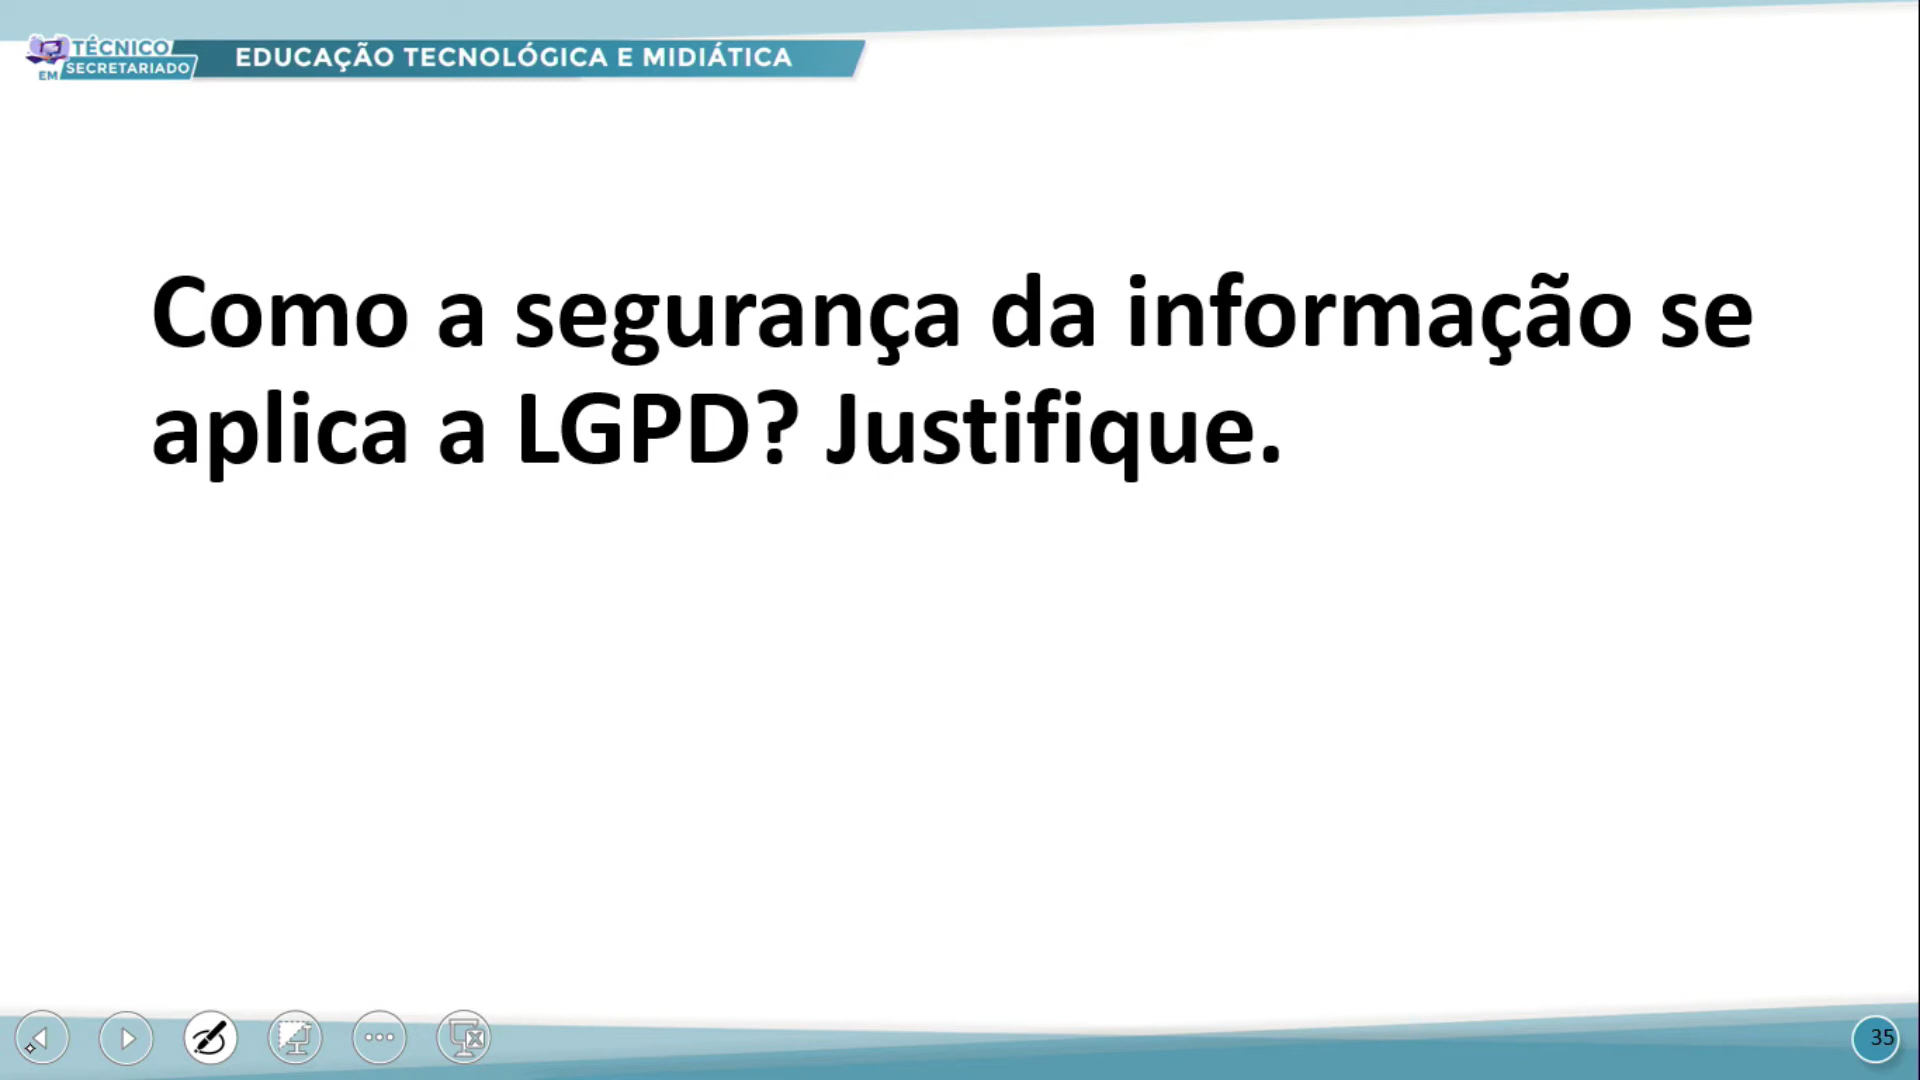 TÉCNICO
EM SECRETARIADO
EDUCAÇÃO TECNOLÓGICA E MIDIÁTICA
Como a segurança da informação se
aplica a LGPD? Justifique.
35